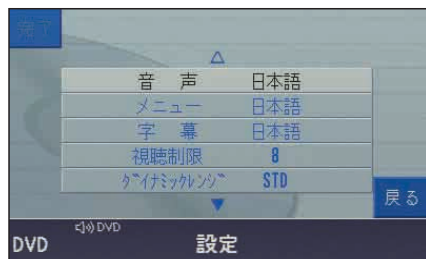 完了
音 声 日本語
メニュー 日本語
字 幕 日本語
視聴制限 8
ﾀﾞｲﾅﾐｯｸﾚﾝｼﾞ STD
戻る
DVD
DVD 設定